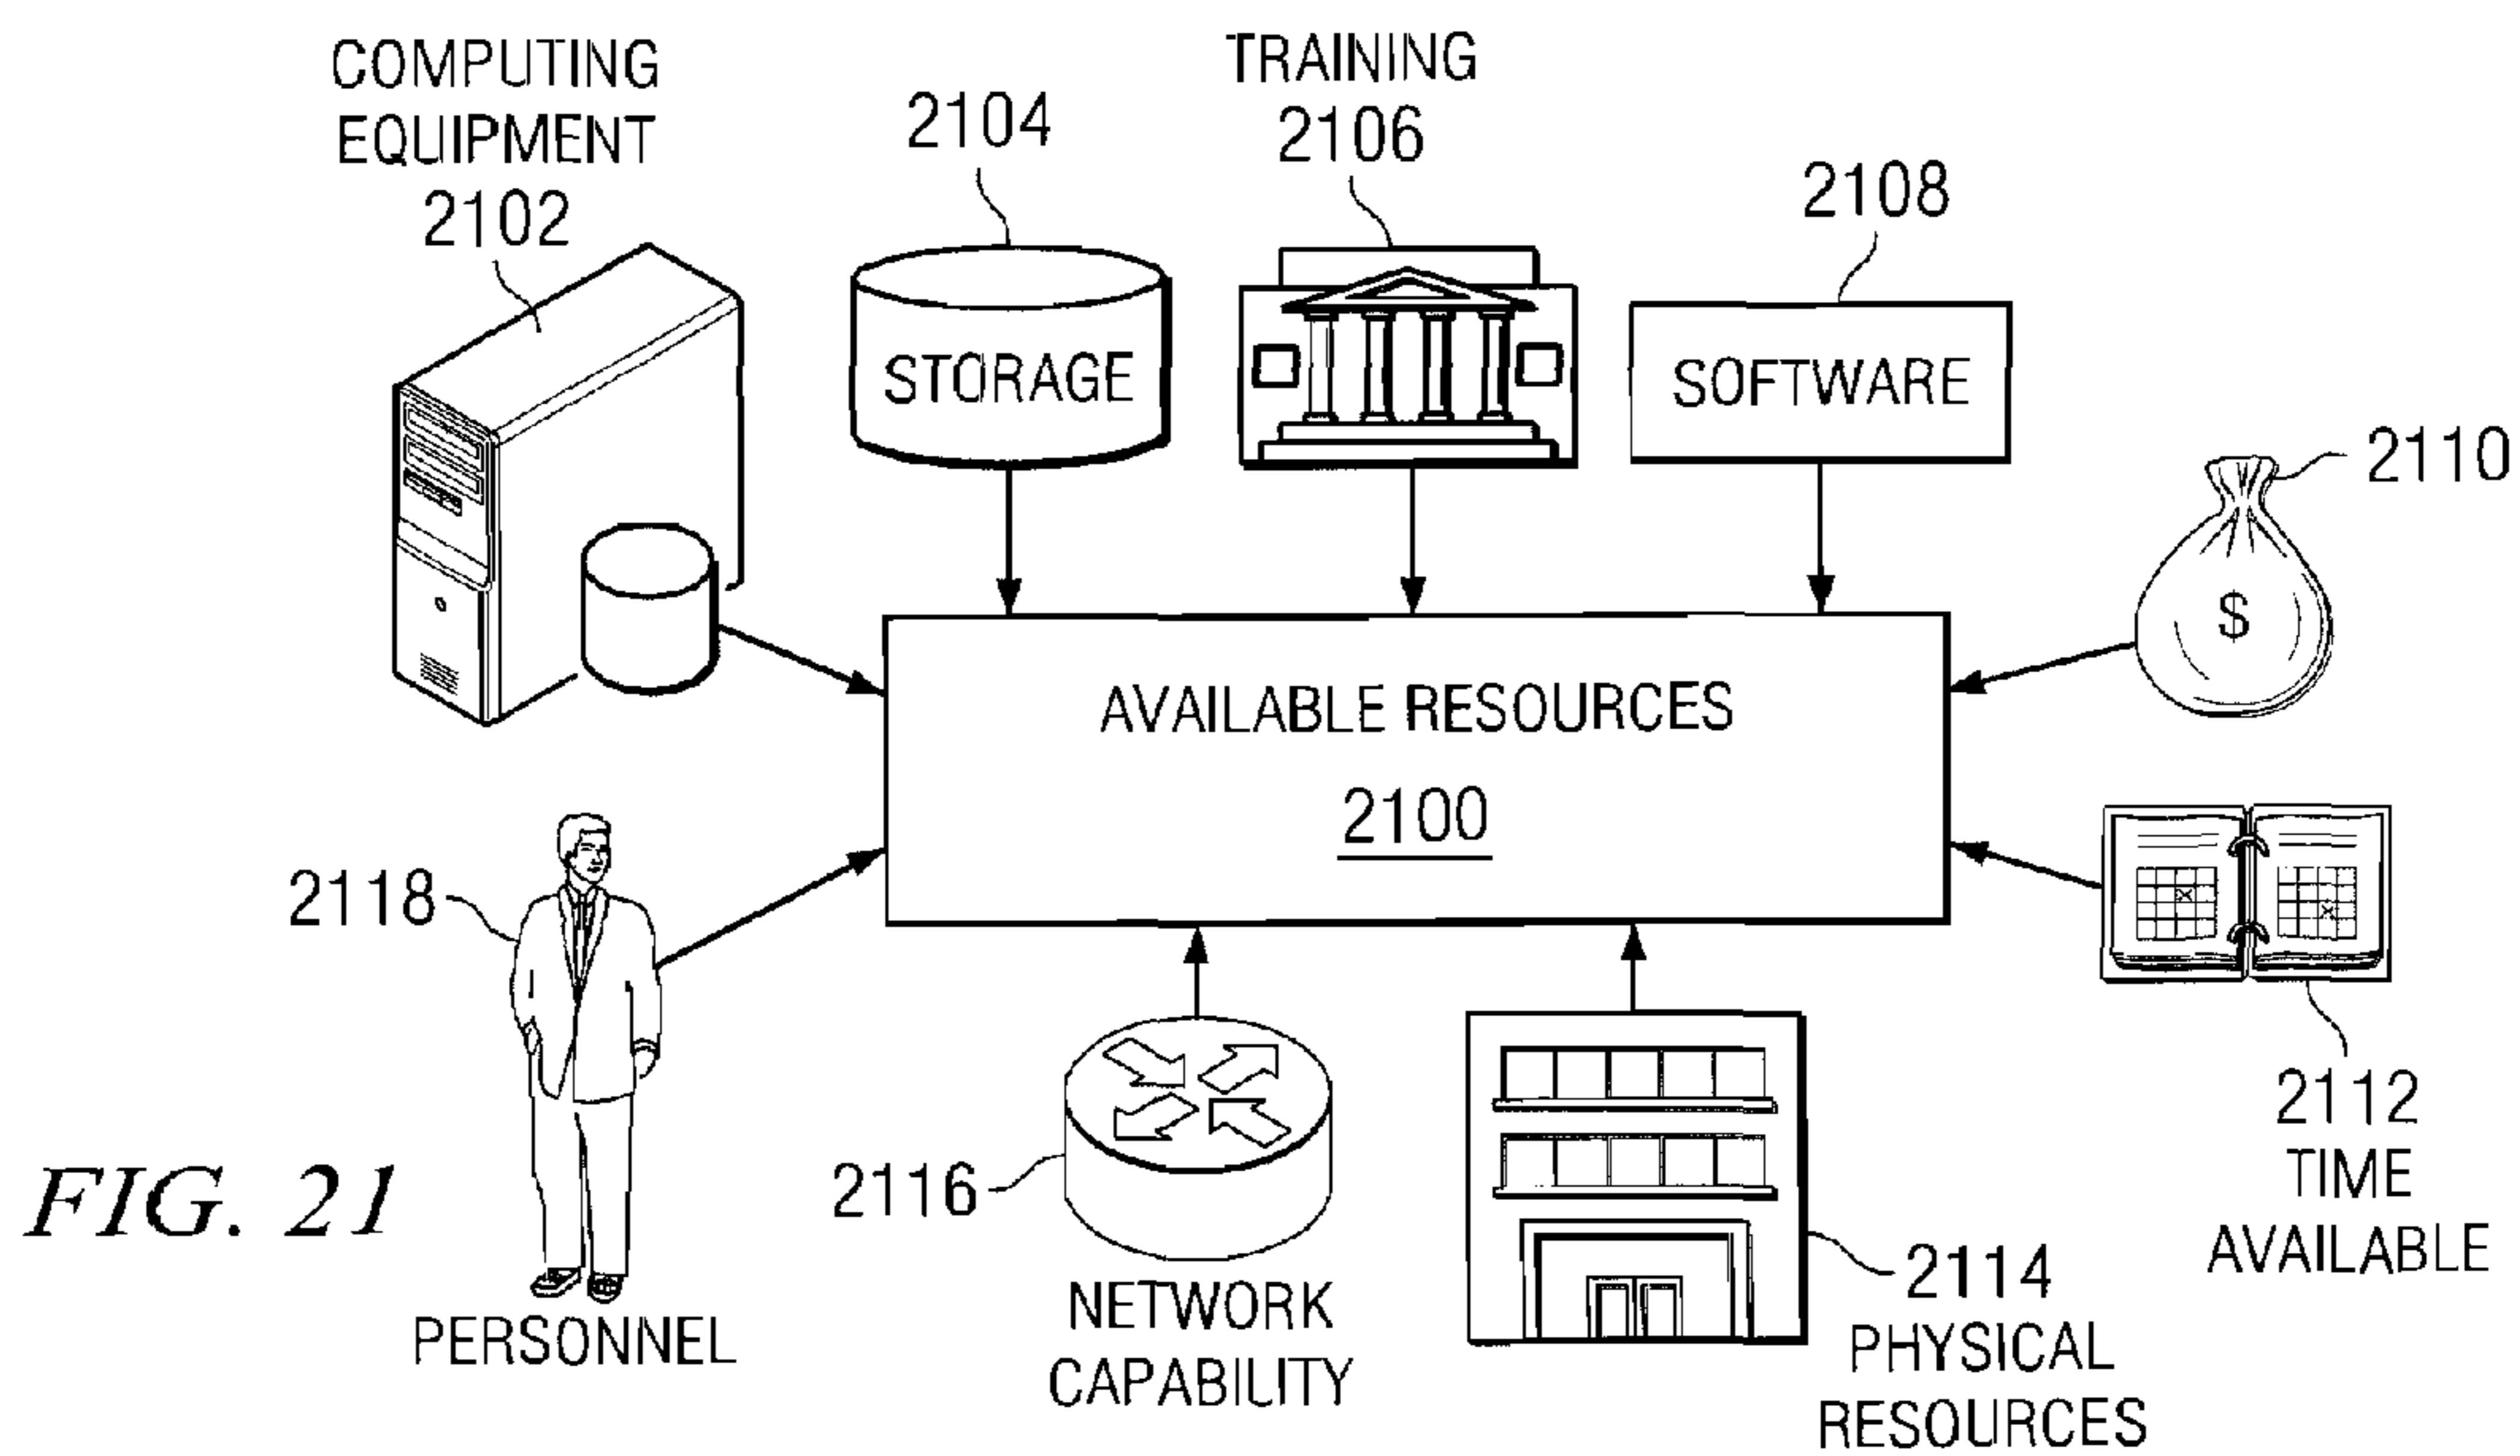 COMPUTING
EQUIPMENT
2102
2104
STORAGE
TRAINING
2106
2108
SOFTWARE
2110
$
AVAILABLE RESOURCES
2100
2118
PERSONNEL
2116
NETWORK
CAPABILITY
2114
PHYSICAL
RESOURCES
2112
TIME
AVAILABLE
FIG. 21